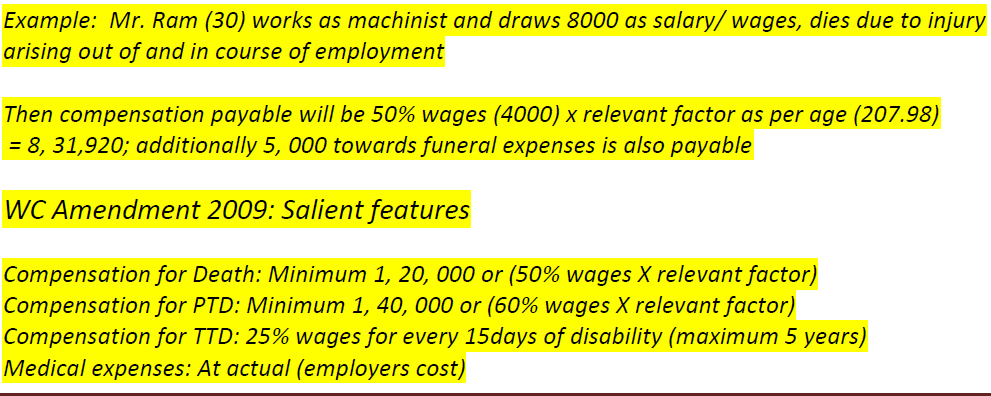 Example: Mr. Ram (30) works as machinist and draws 8000 as salary/ wages, dies due to injury
arising out of and in course of employment
Then compensation payable will be 50% wages (4000) x relevant factor as per age (207.98)
= 8, 31,920; additionally 5, 000 towards funeral expenses is also payable
WC Amendment 2009: Salient features
Compensation for Death: Minimum 1, 20, 000 or (50% wages X relevant factor)
Compensation for PTD: Minimum 1, 40, 000 or (60% wages X relevant factor)
Compensation for TTD: 25% wages for every 15days of disability (maximum 5 years)
Medical expenses: At actual (employers cost)